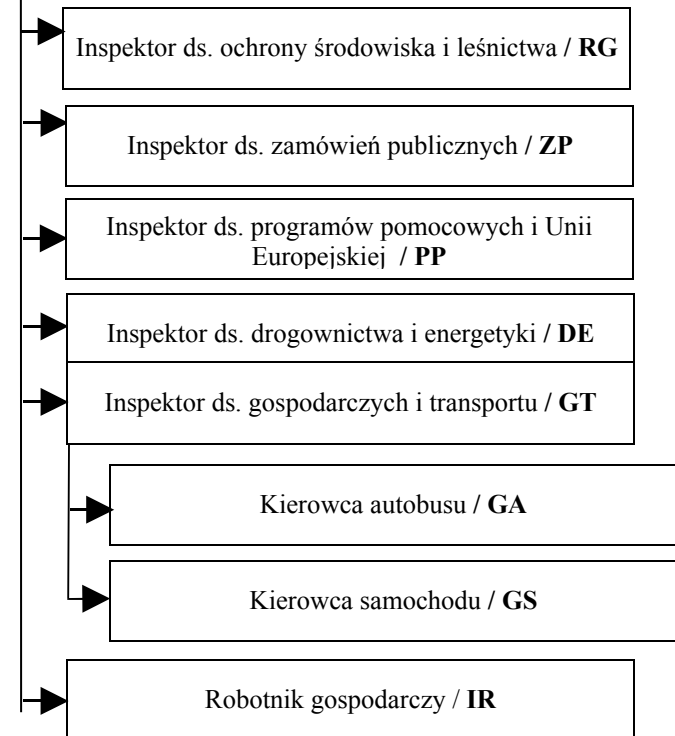 Inspektor ds. ochrony środowiska i leśnictwa / RG
Inspektor ds. zamówień publicznych / ZP
Inspektor ds. programów pomocowych i Unii
Europejskiej / PP
Inspektor ds. drogownictwa i energetyki / DE
Inspektor ds. gospodarczych i transportu / GT
Kierowca autobusu / GA
Kierowca samochodu / GS
Robotnik gospodarczy / IR